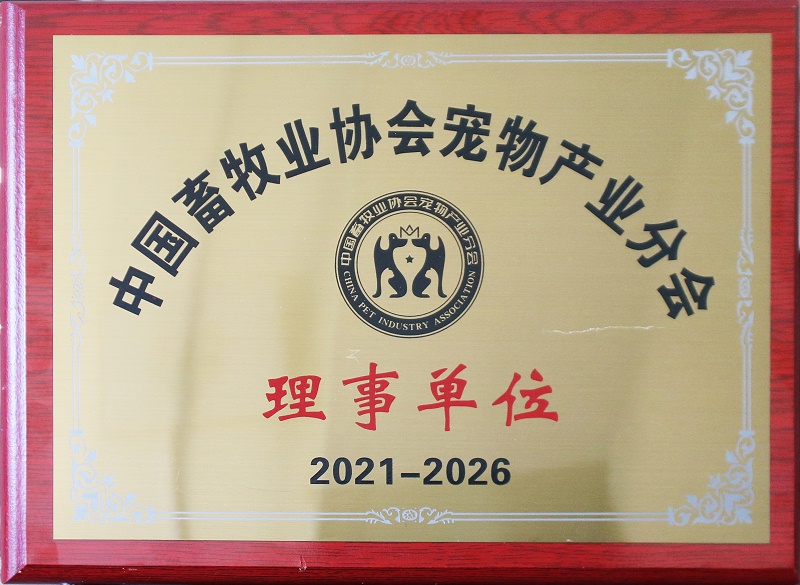 中国畜牧业协会宠物产业分会
中国畜牧业协会宠物产业分会
CHINA PET INDUSTRY ASSOCIATION
理事单位
2021-2026